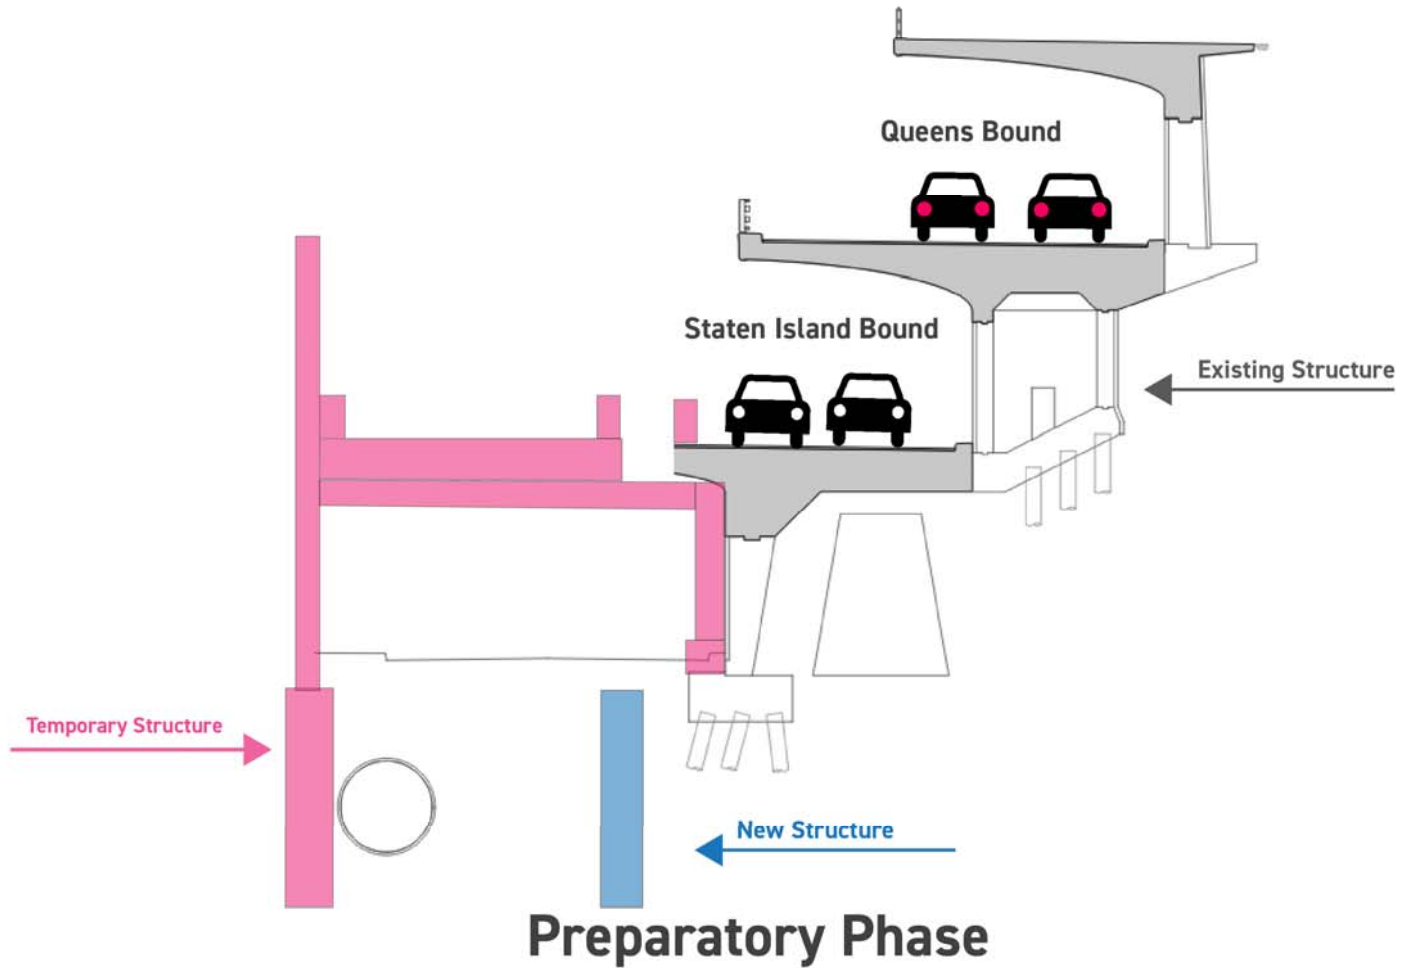 Queens Bound
Staten Island Bound
Existing Structure
Temporary Structure
New Structure
Preparatory Phase